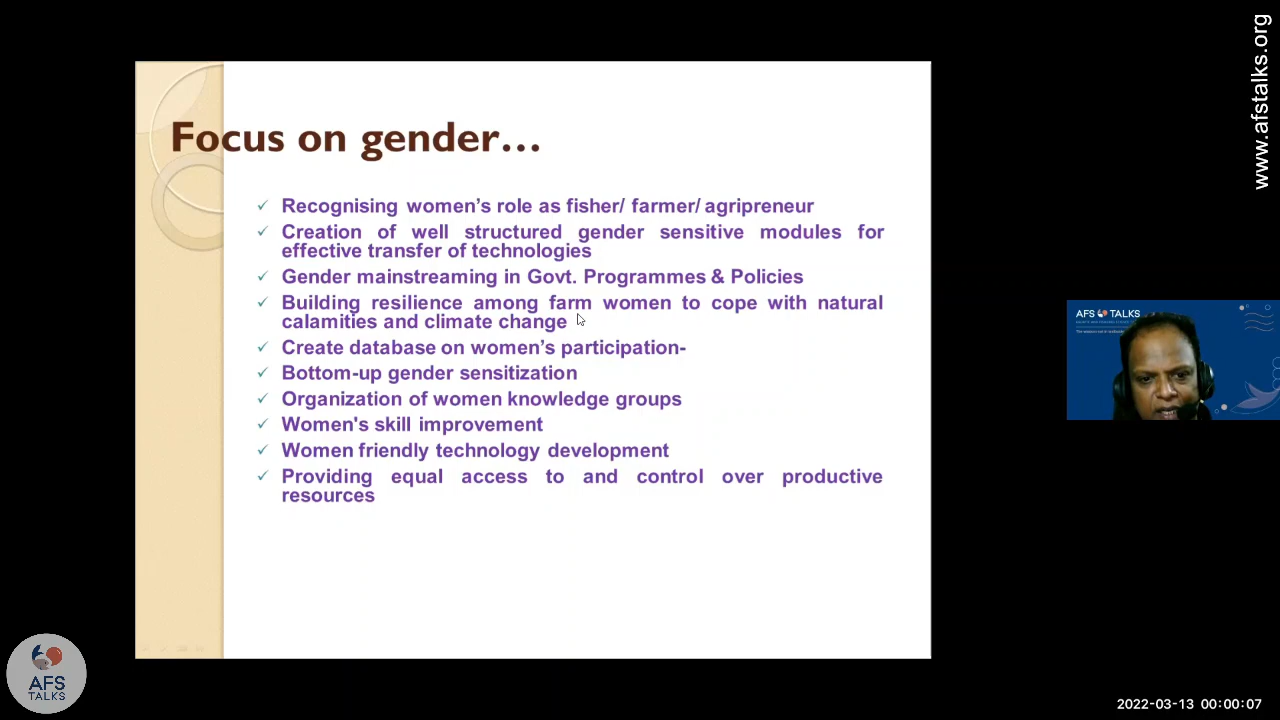 www.afstalks.org
Focus on gender...
✓ Recognising women's role as fisher/ farmer/ agripreneur
✓ Creation of well structured gender sensitive modules for
effective transfer of technologies
✓ Gender mainstreaming in Govt. Programmes & Policies
✓ Building resilience among farm women to cope with natural
calamities and climate change
✓ Create database on women's participation-
✓ Bottom-up gender sensitization
✓ Organization of women knowledge groups
✓ Women's skill improvement
✓ Women friendly technology development
✓ Providing equal access to and control over productive
resources
AFS TALKS
AFS
TALKS
2022-03-13 00:00:07